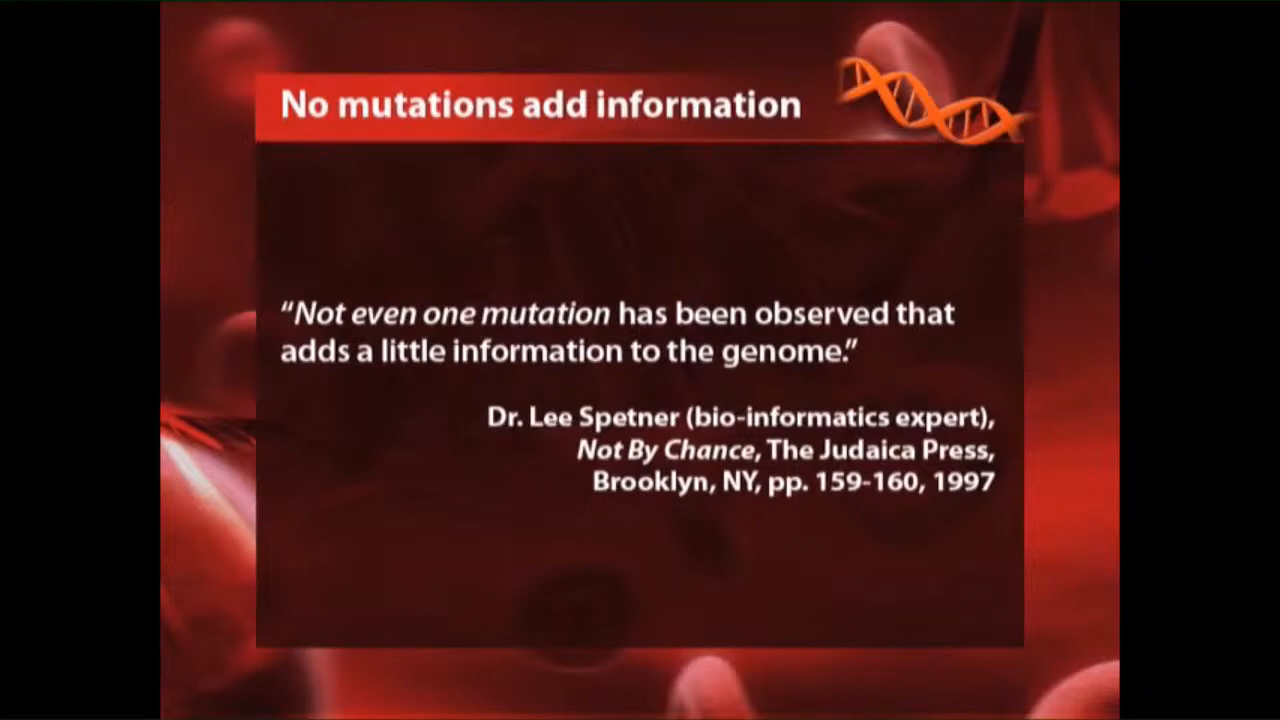 No mutations add information
“Not even one mutation has been observed that
adds a little information to the genome.”
Dr. Lee Spetner (bio-informatics expert),
Not By Chance, The Judaica Press,
Brooklyn, NY, pp. 159-160, 1997